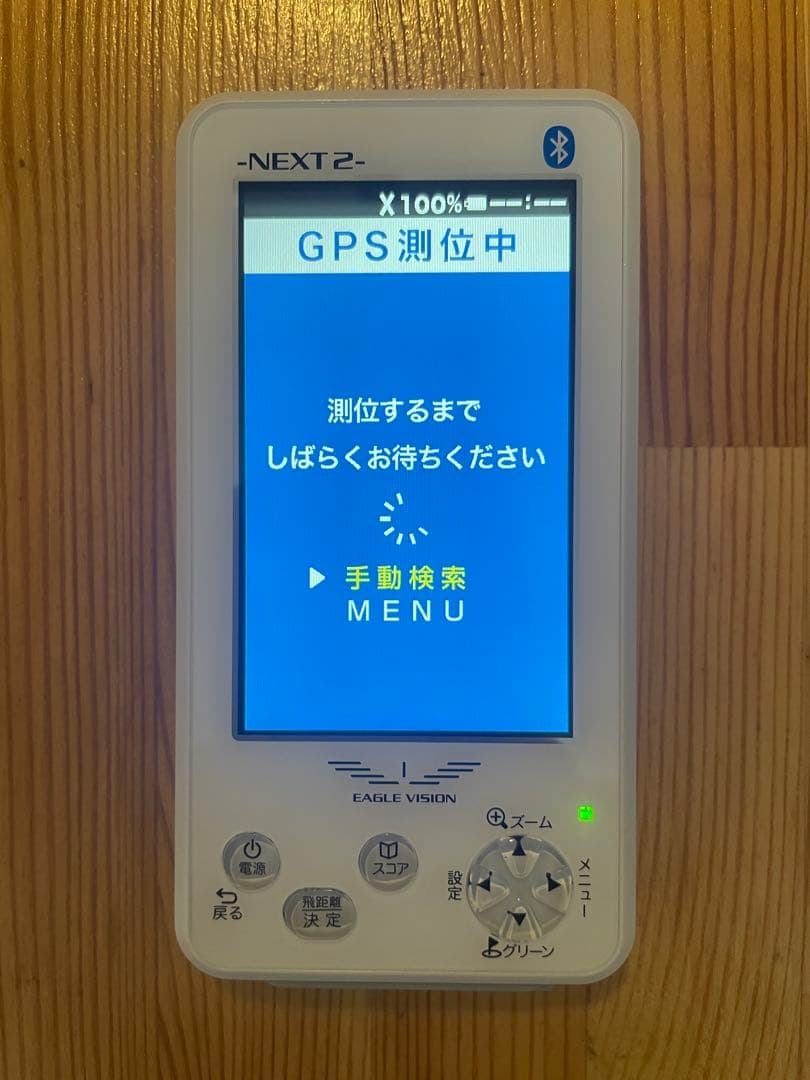 -NEXT2-
100% --:--
GPS測位中
測位するまで
しばらくお待ちください
手動検索
MENU
EAGLE VISION
ズーム
電源
スコア
設定
メニュー
戻る
飛距離
決定
グリーン